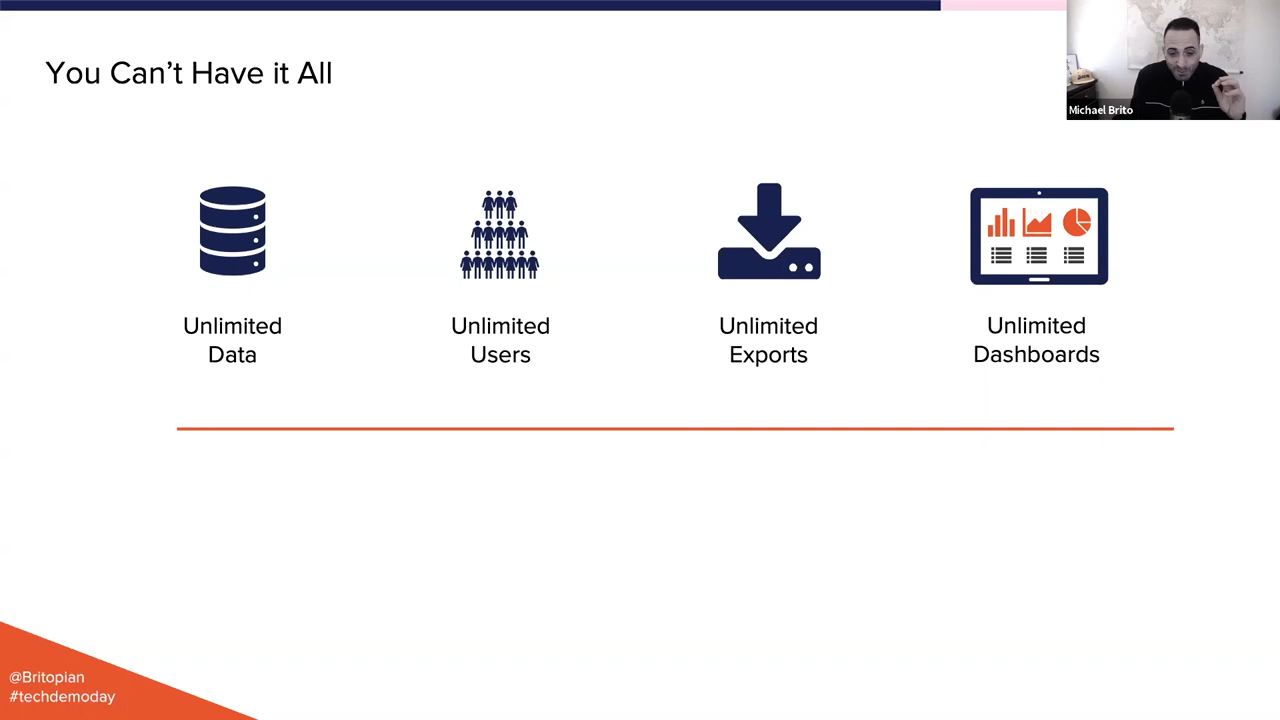 You Can’t Have it All
Michael Brito
Unlimited
Data
Unlimited
Users
Unlimited
Exports
Unlimited
Dashboards
@Britopian
#techdemoday